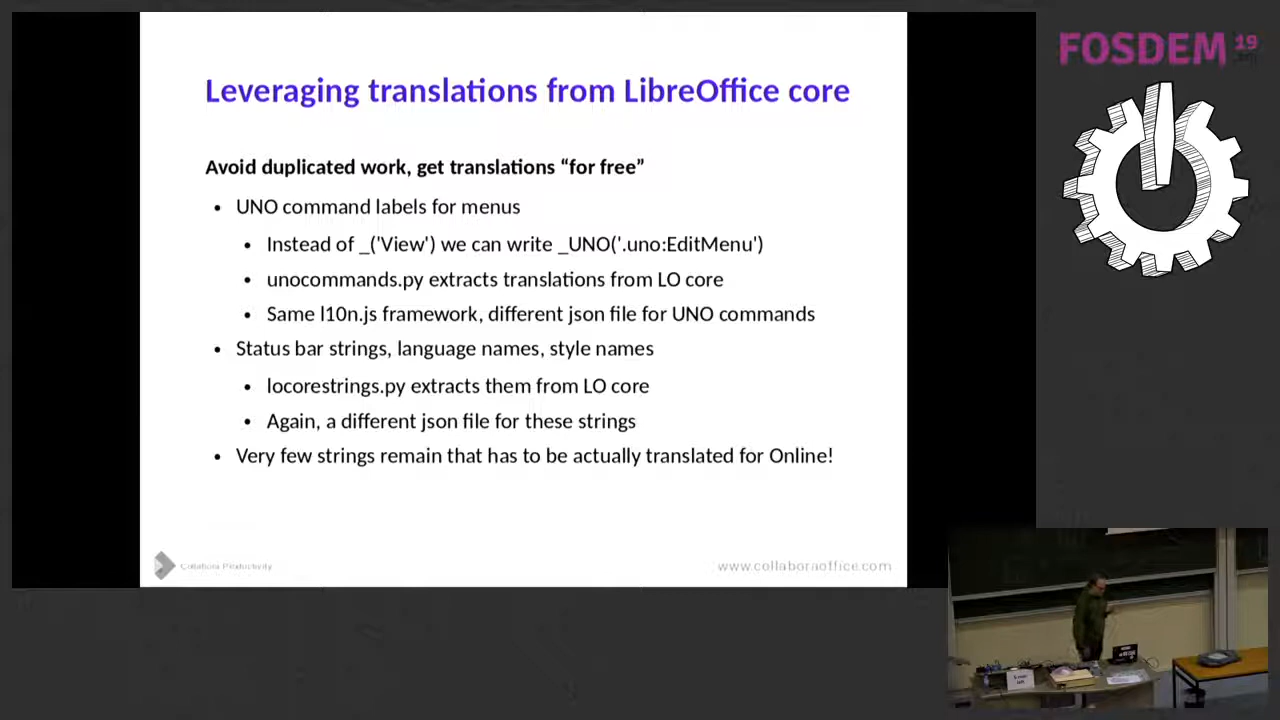 Leveraging translations from LibreOffice core
Avoid duplicated work, get translations “for free”
• UNO command labels for menus
• Instead of _('View') we can write _UNO('.uno:EditMenu')
• unocommands.py extracts translations from LO core
• Same l10n.js framework, different json file for UNO commands
• Status bar strings, language names, style names
• locorestrings.py extracts them from LO core
• Again, a different json file for these strings
• Very few strings remain that has to be actually translated for Online!
Collabora Productivity
www.collaboraoffice.com
FOSDEM 19